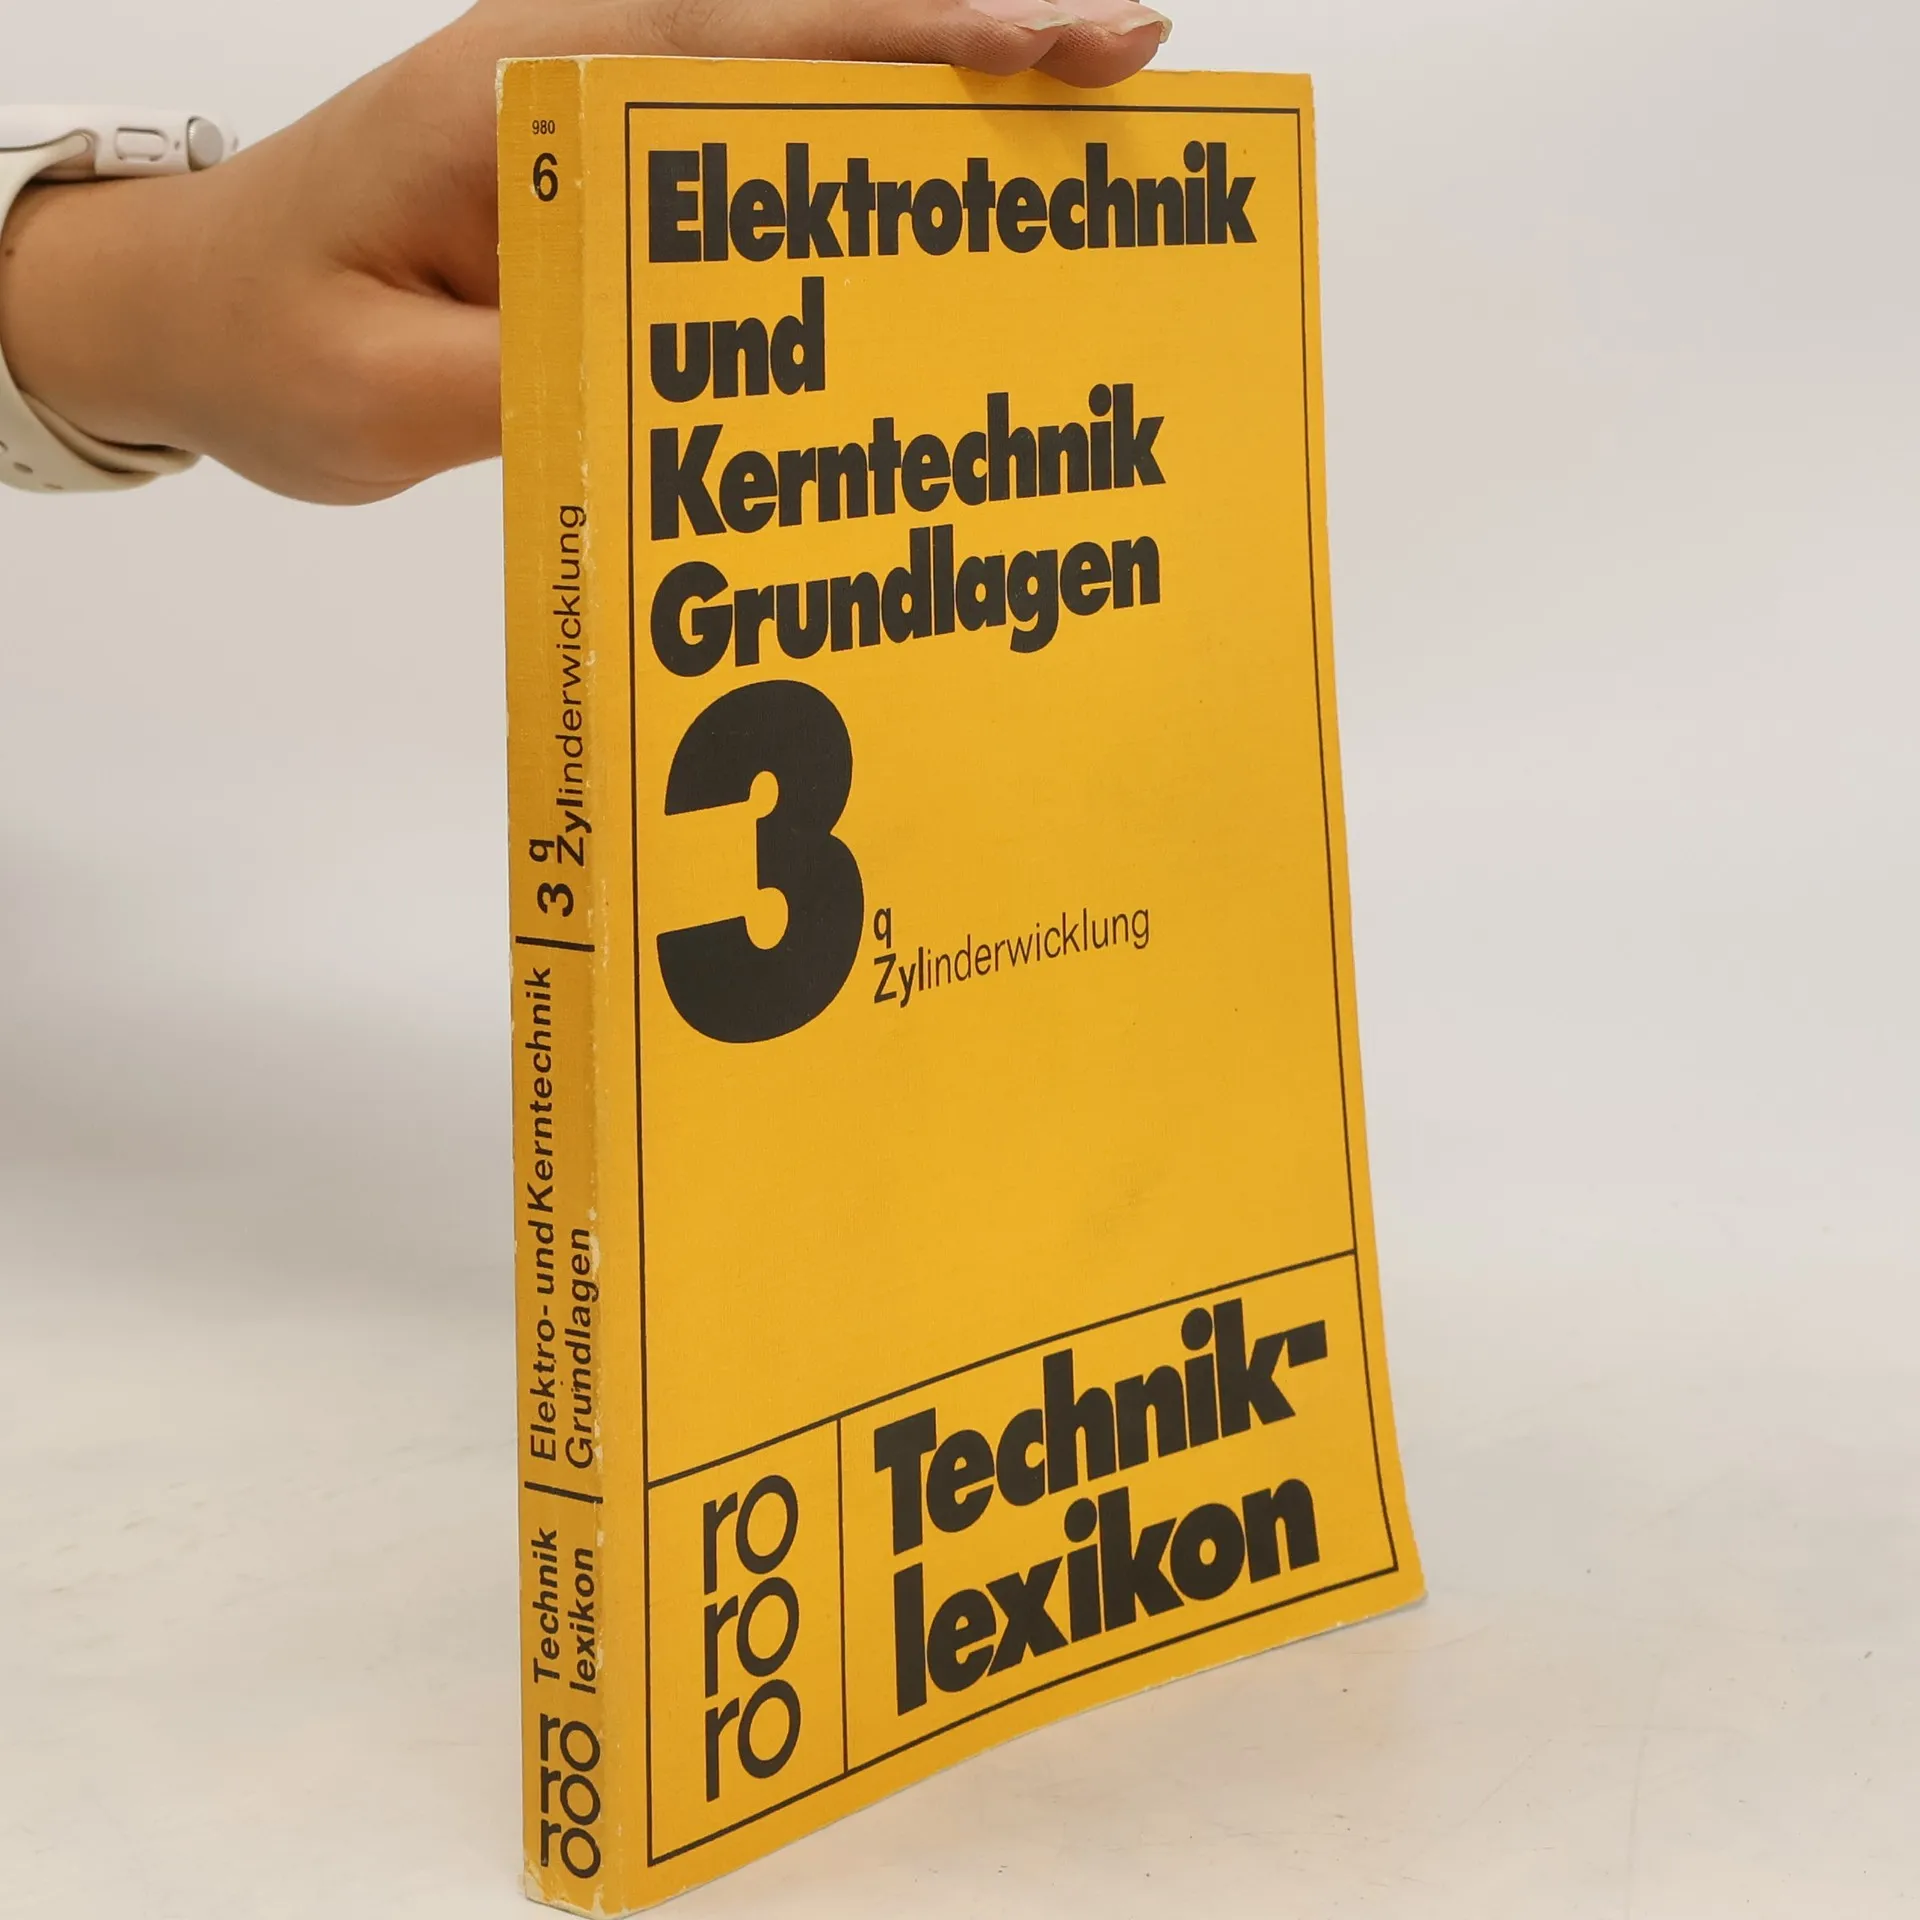 980
6
Zylinderwicklung
3 q
Elektro- und Kerntechnik
Grundlagen
Technik
lexikon
ro
ro
ro
Elektrotechnik
und
Kerntechnik
Grundlagen
3
q
Zylinderwicklung
ro
ro
ro
Technik-
lexikon